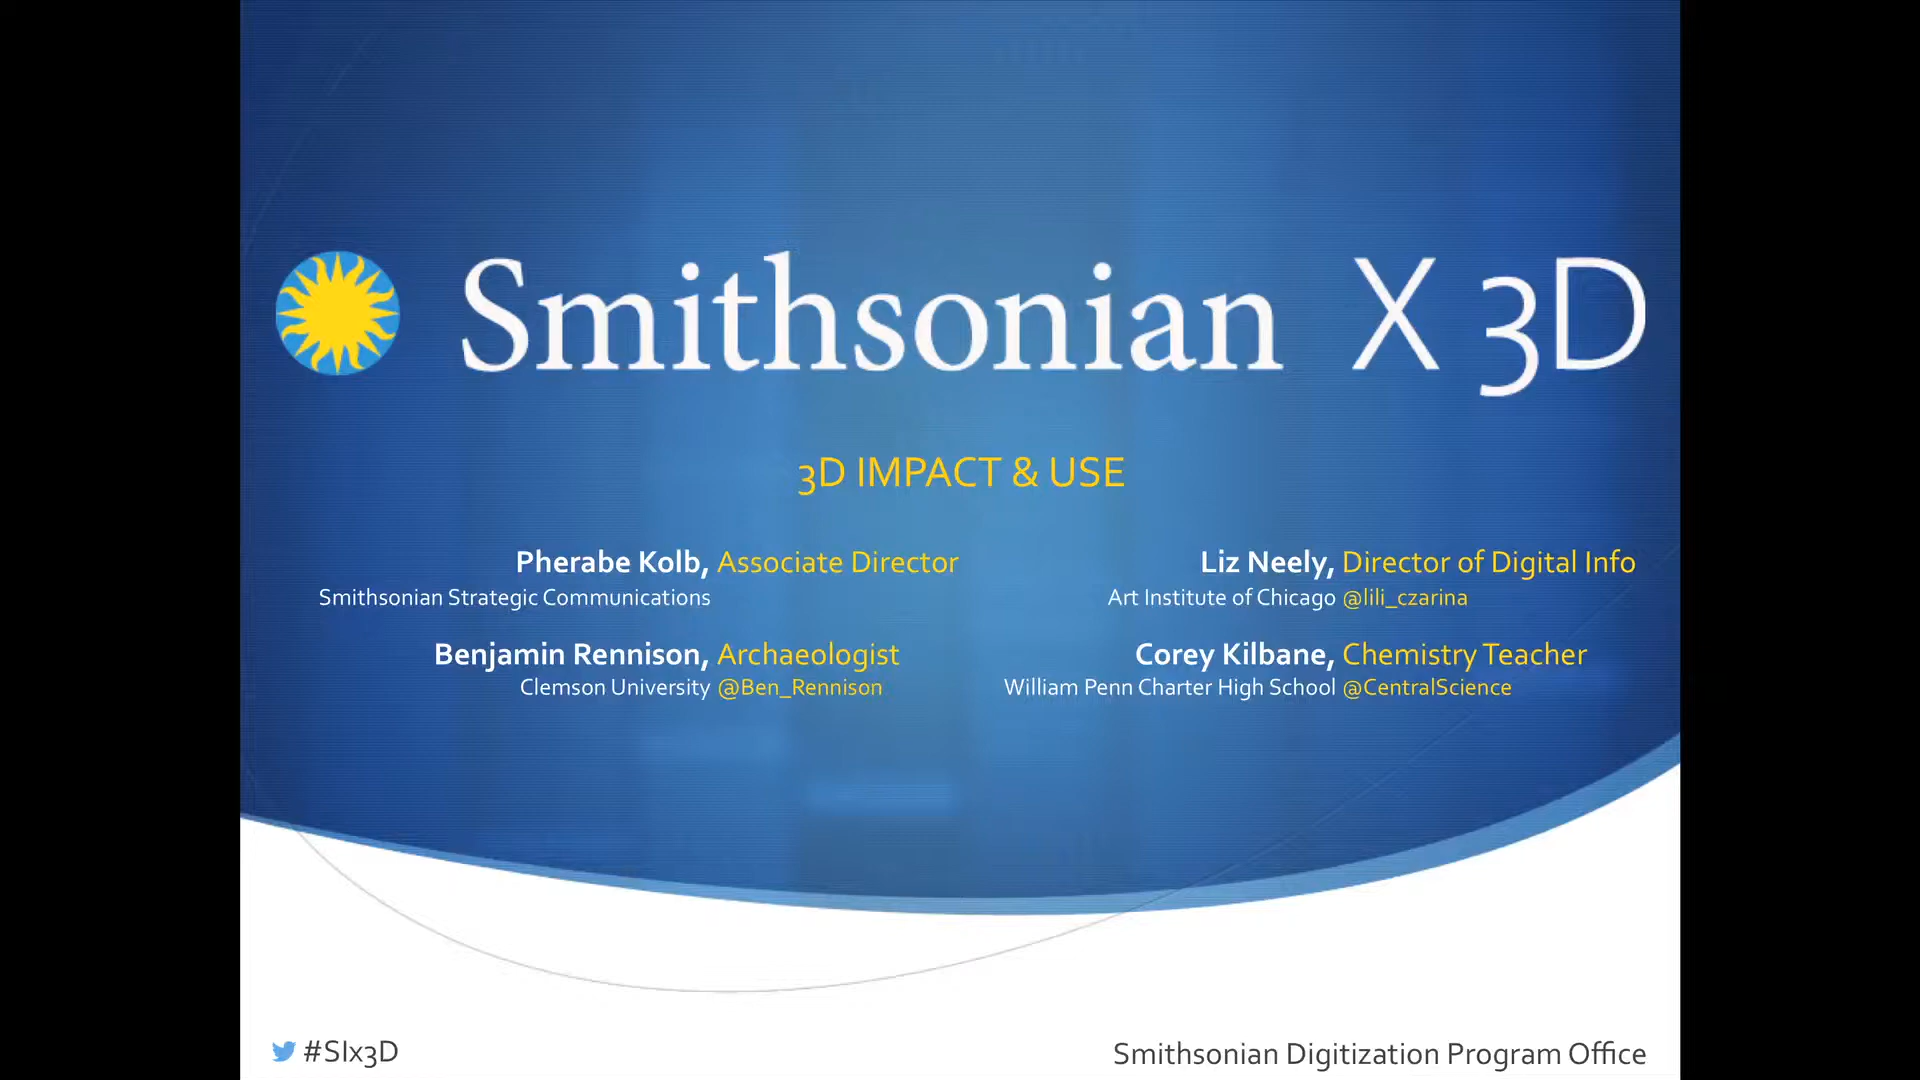 Smithsonian X 3D
3D IMPACT & USE
Pherabe Kolb, Associate Director
Smithsonian Strategic Communications
Benjamin Rennison, Archaeologist
Clemson University @Ben_Rennison
Liz Neely, Director of Digital Info
Art Institute of Chicago @lili_czarina
Corey Kilbane, Chemistry Teacher
William Penn Charter High School @CentralScience
#SIx3D
Smithsonian Digitization Program Office